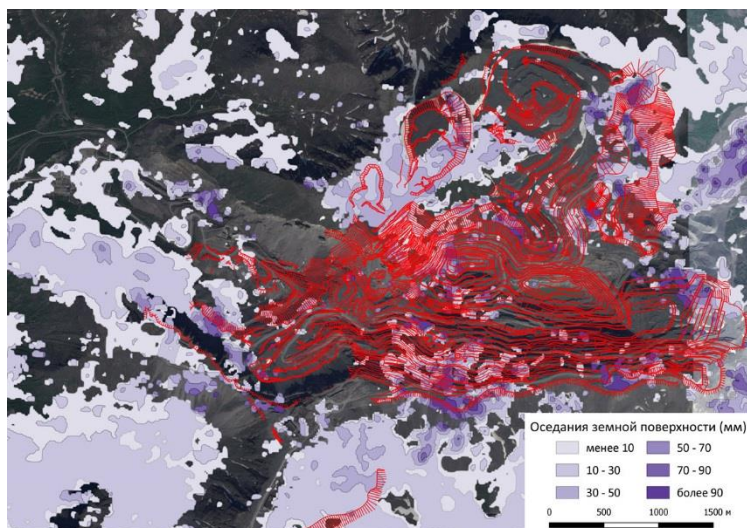 Оседания земной поверхности (мм)
менее 10 50 - 70
10 - 30 70 - 90
30 - 50 более 90
0 500 1000 1500 м